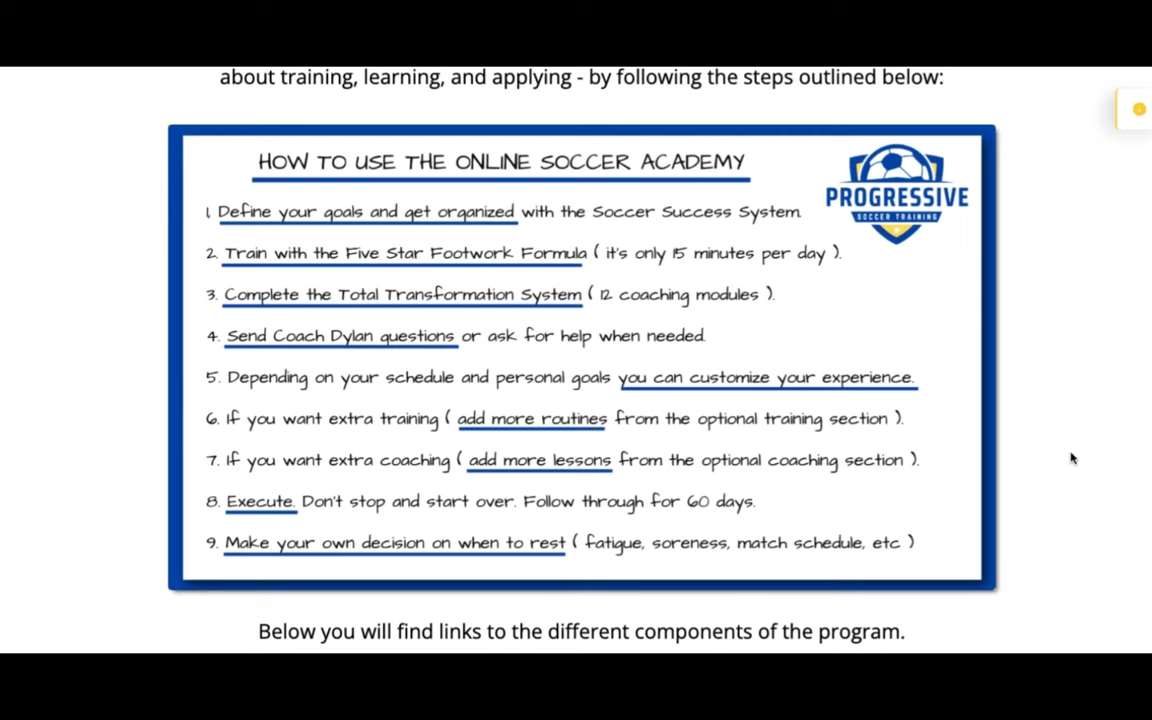 about training, learning, and applying - by following the steps outlined below:
HOW TO USE THE ONLINE SOCCER ACADEMY
PROGRESSIVE
SOCCER TRAINING
1. Define your goals and get organized with the Soccer Success System.
2. Train with the Five Star Footwork Formula ( it's only 15 minutes per day ).
3. Complete the Total Transformation System ( 12 coaching modules ).
4. Send Coach Dylan questions or ask for help when needed.
5. Depending on your schedule and personal goals you can customize your experience.
6. If you want extra training ( add more routines from the optional training section ).
7. If you want extra coaching ( add more lessons from the optional coaching section ).
8. Execute. Don't stop and start over. Follow through for 60 days.
9. Make your own decision on when to rest ( fatigue, soreness, match schedule, etc )
Below you will find links to the different components of the program.